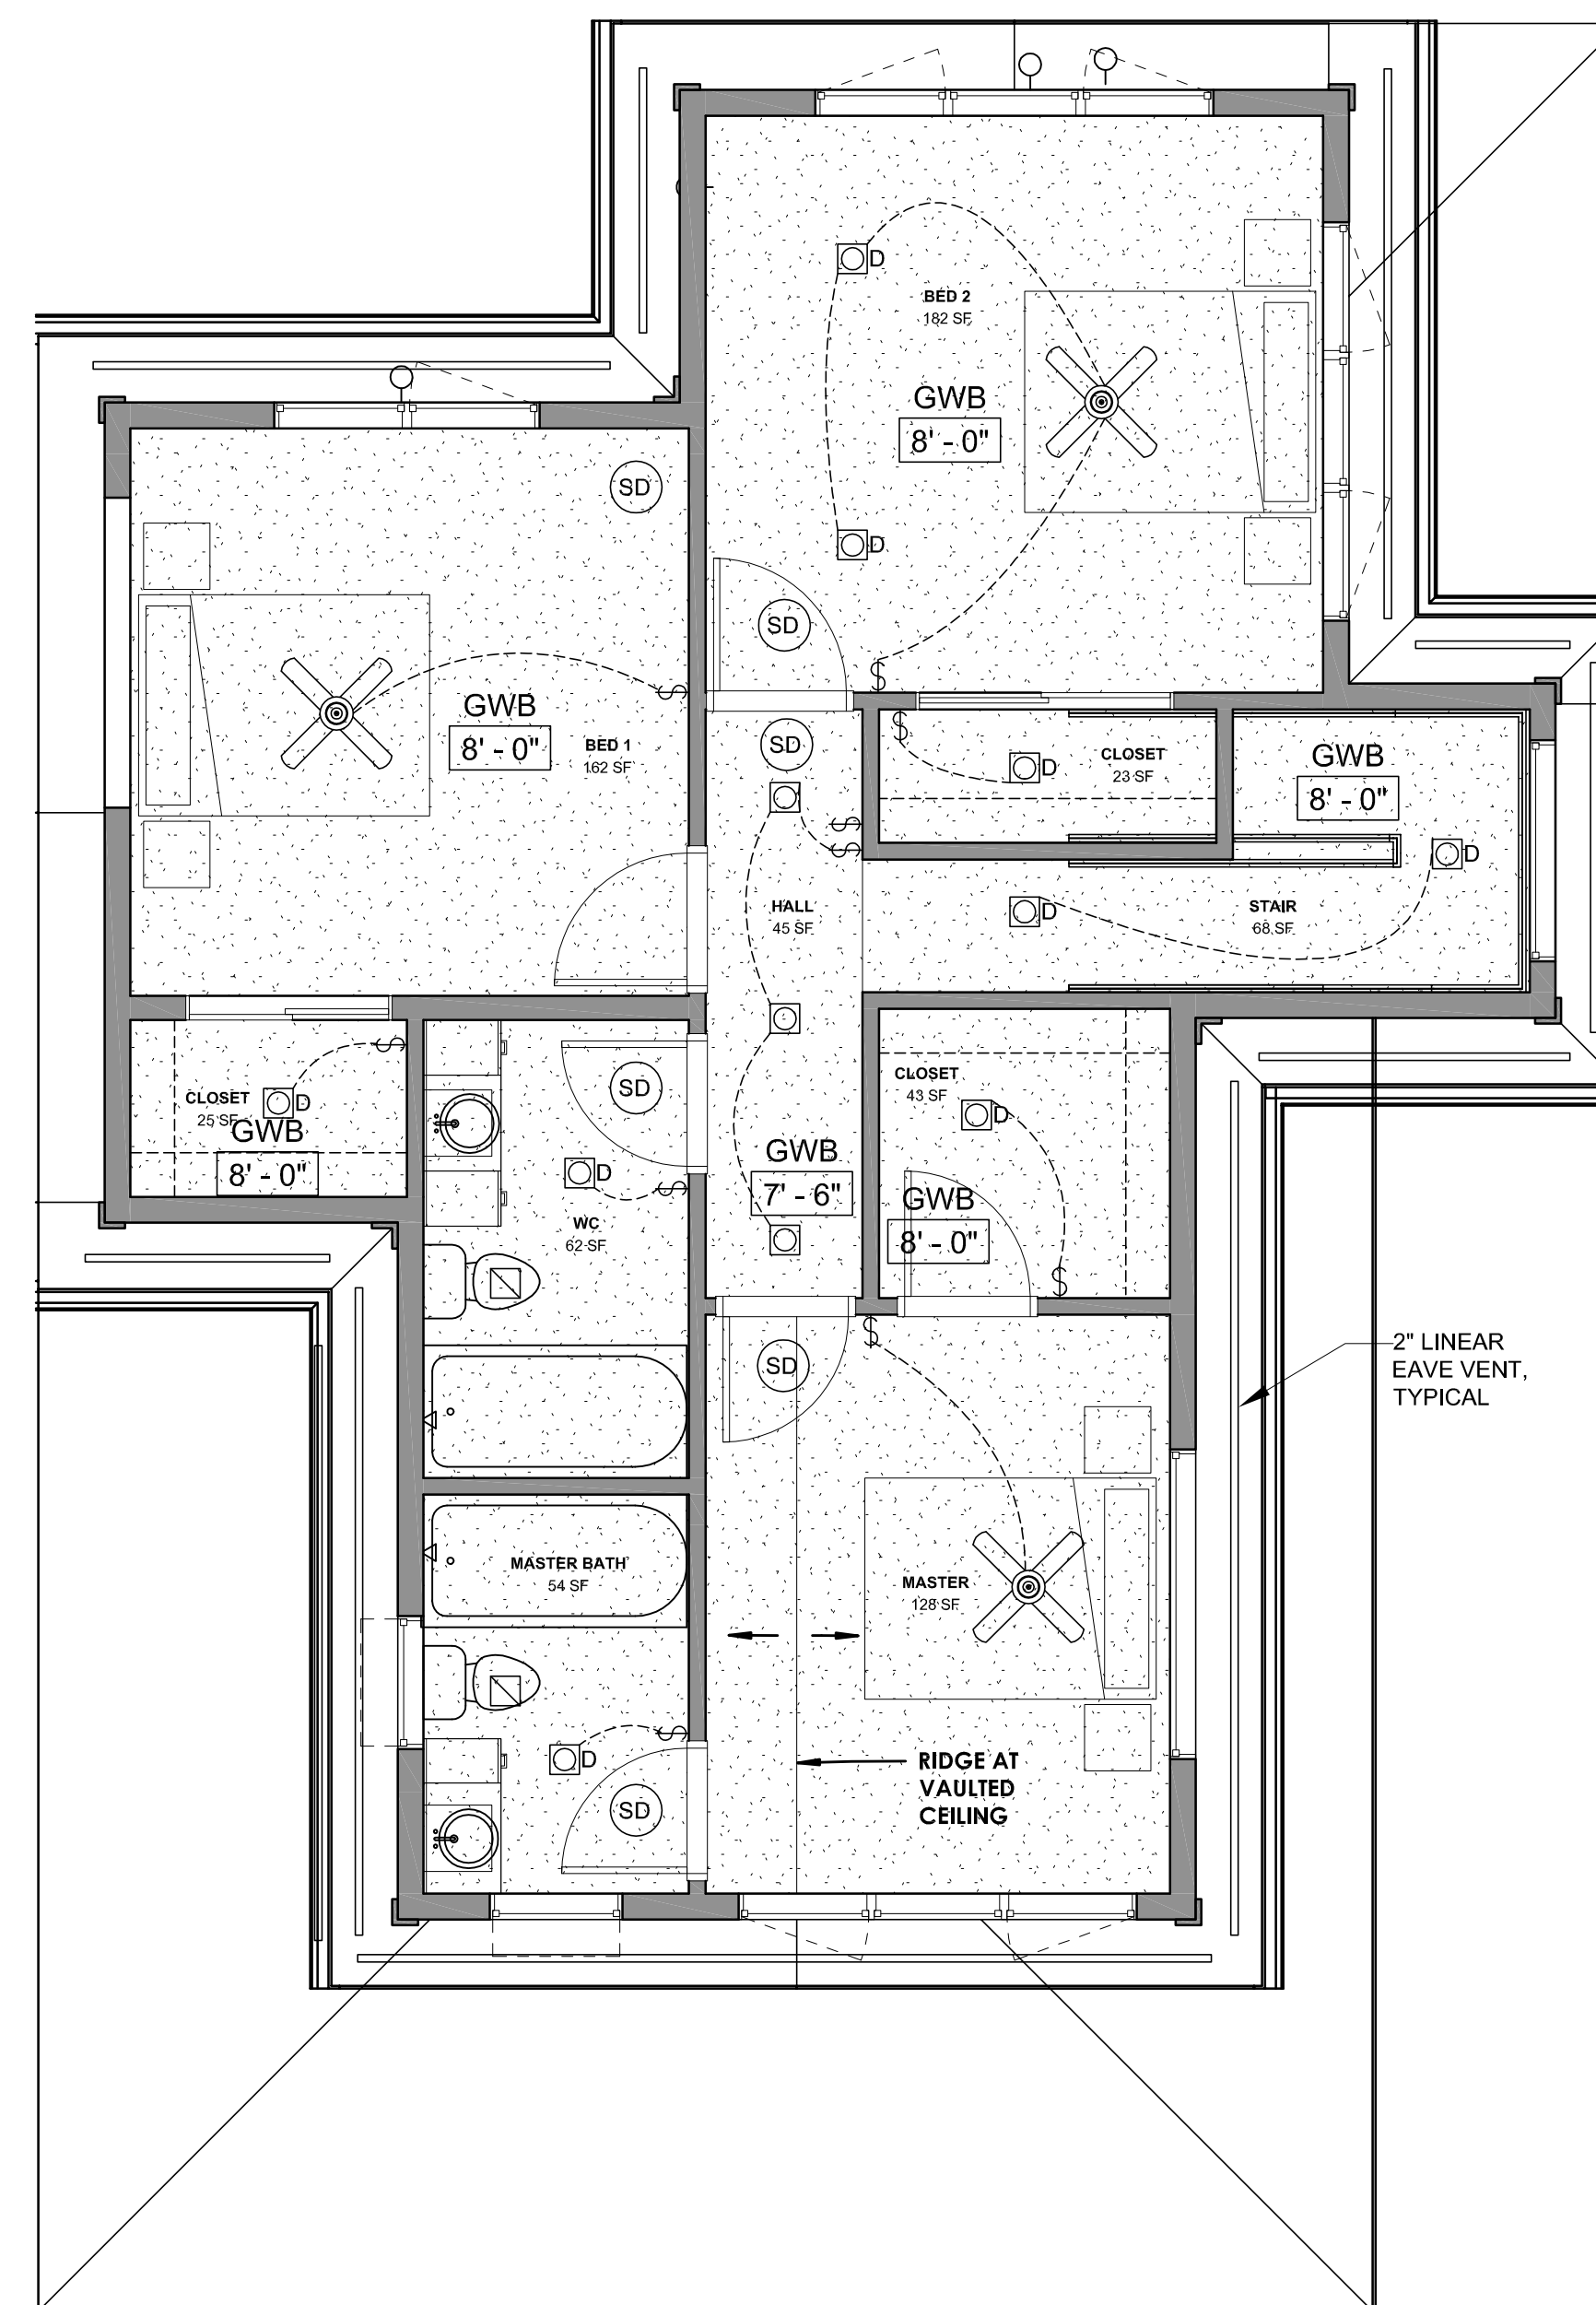 D
BED 2
182 SF
GWB
8' - 0"
SD
D
SD
$
BED 1
162 SF
GWB
8' - 0"
$
SD
$
D
CLOSET
23 SF
GWB
8' - 0"
$
$
D
D
HALL
45 SF
STAIR
68 SF
$
CLOSET
25 SF
D
GWB
8' - 0"
SD
D
$
WC
62 SF
GWB
7' - 6"
CLOSET
43 SF
D
GWB
8' - 0"
$
SD
$
2" LINEAR
EAVE VENT,
TYPICAL
MASTER BATH
54 SF
MASTER
128 SF
$
D
SD
RIDGE AT
VAULTED
CEILING